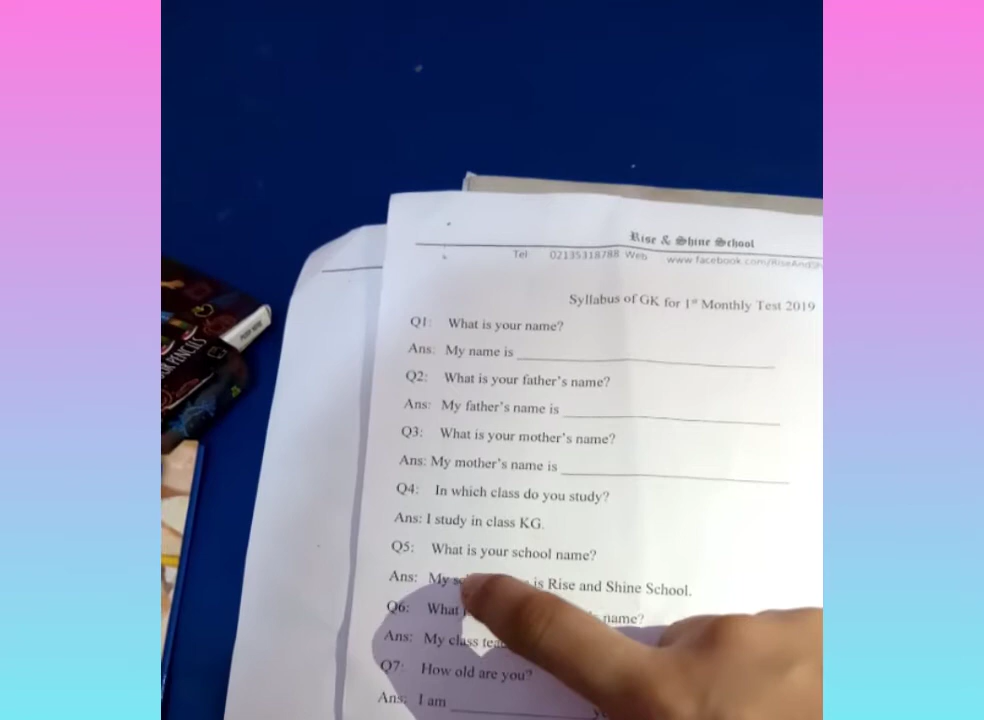 Rise & Shine School
Tel 02135318788 Web www.facebook.com/RiseAndSh
Syllabus of GK for 1st Monthly Test 2019
Q1: What is your name?
Ans: My name is
Q2: What is your father's name?
Ans: My father's name is
Q3: What is your mother's name?
Ans: My mother's name is
Q4: In which class do you study?
Ans: I study in class KG.
Q5: What is your school name?
Ans: My is Rise and Shine School.
Q6: What name?
Ans: My class
Q7: How old are you?
Ans: I am
PENCILS